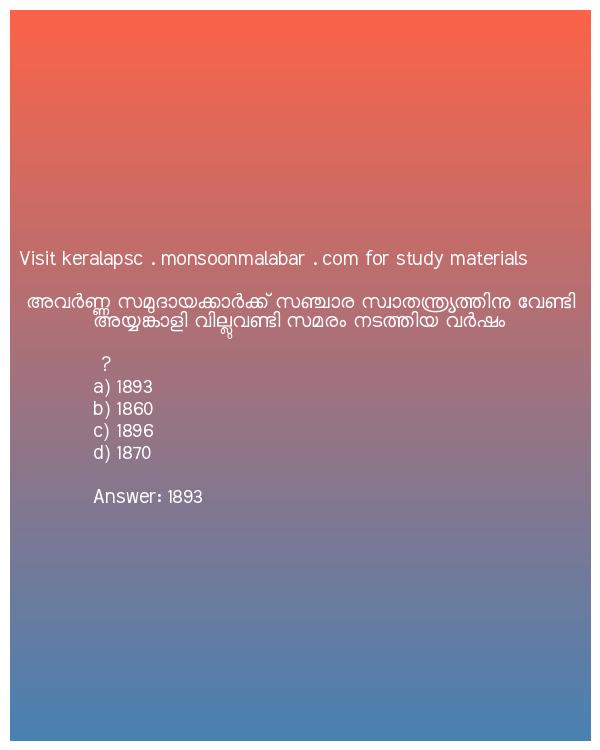 Visit keralapsc . monsoonmalabar . com for study materials
അവർണ്ണ സമുദായക്കാർക്ക് സഞ്ചാര സ്വാതന്ത്ര്യത്തിനു വേണ്ടി
അയ്യങ്കാളി വില്ലുവണ്ടി സമരം നടത്തിയ വർഷം
?
a) 1893
b) 1860
c) 1896
d) 1870
Answer: 1893